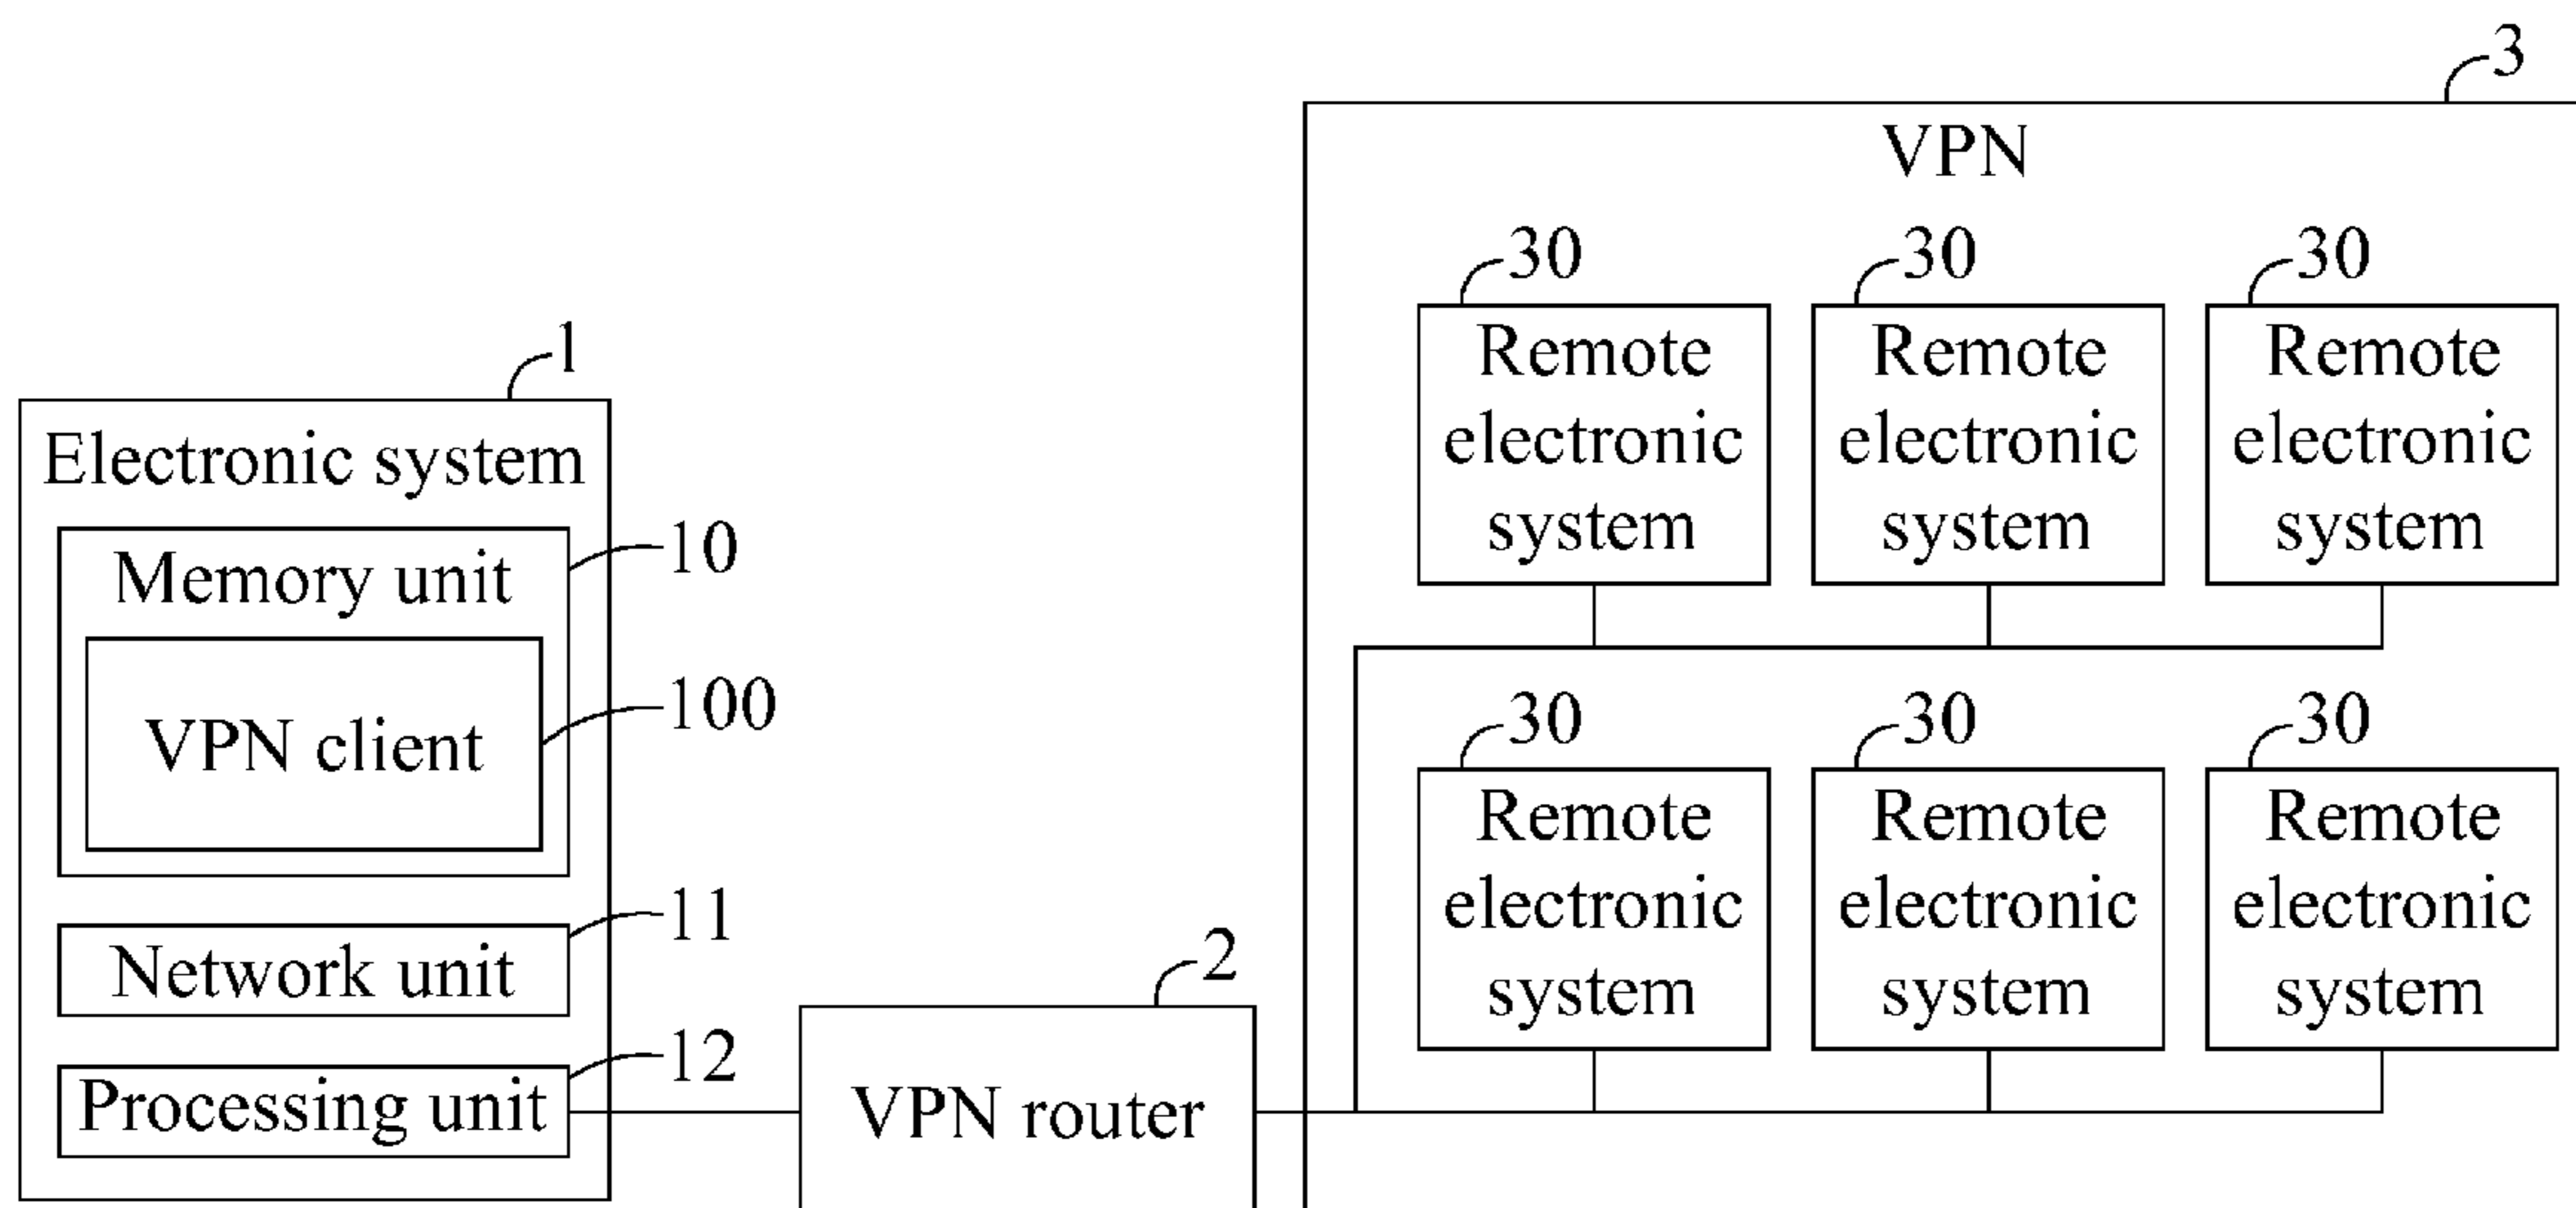 3
VPN
30
30
30
Remote
electronic
system
Remote
electronic
system
Remote
electronic
system
1
Electronic system
10
Memory unit
100
VPN client
11
Network unit
12
Processing unit
2
VPN router
30
30
30
Remote
electronic
system
Remote
electronic
system
Remote
electronic
system